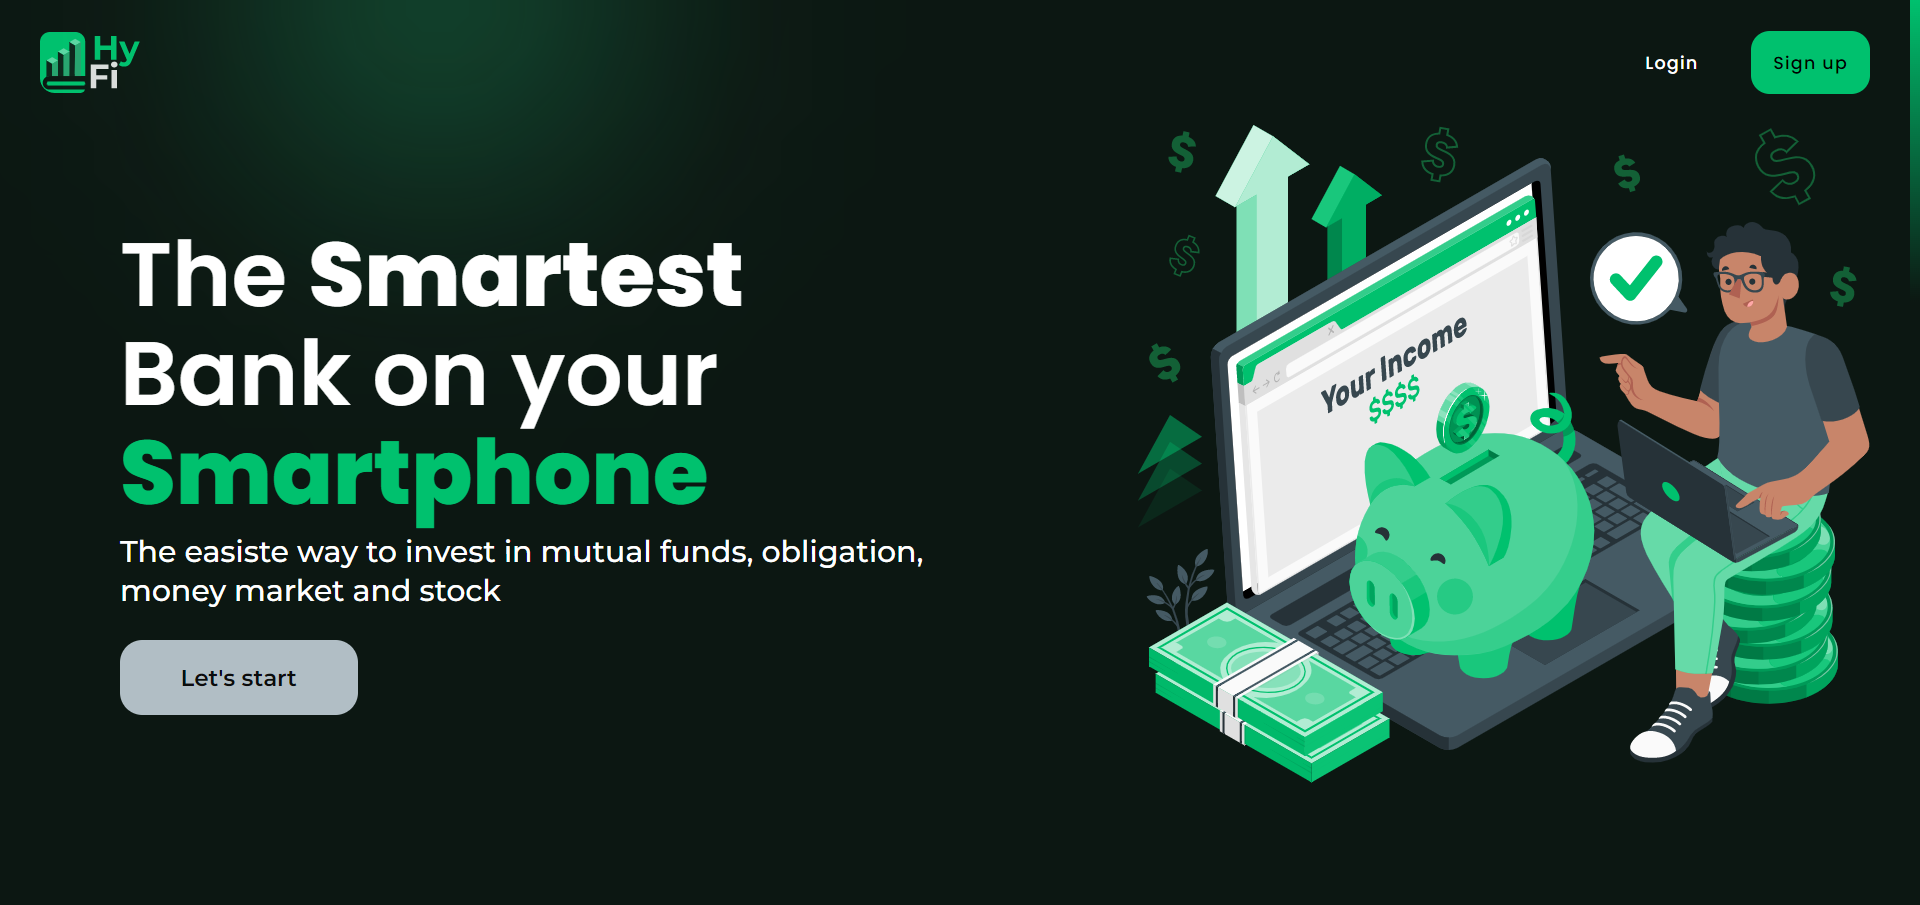 Hy
Fi
Login
Sign up
The Smartest
Bank on your
Smartphone
The easiste way to invest in mutual funds, obligation,
money market and stock
Let's start
Your Income
$$$$